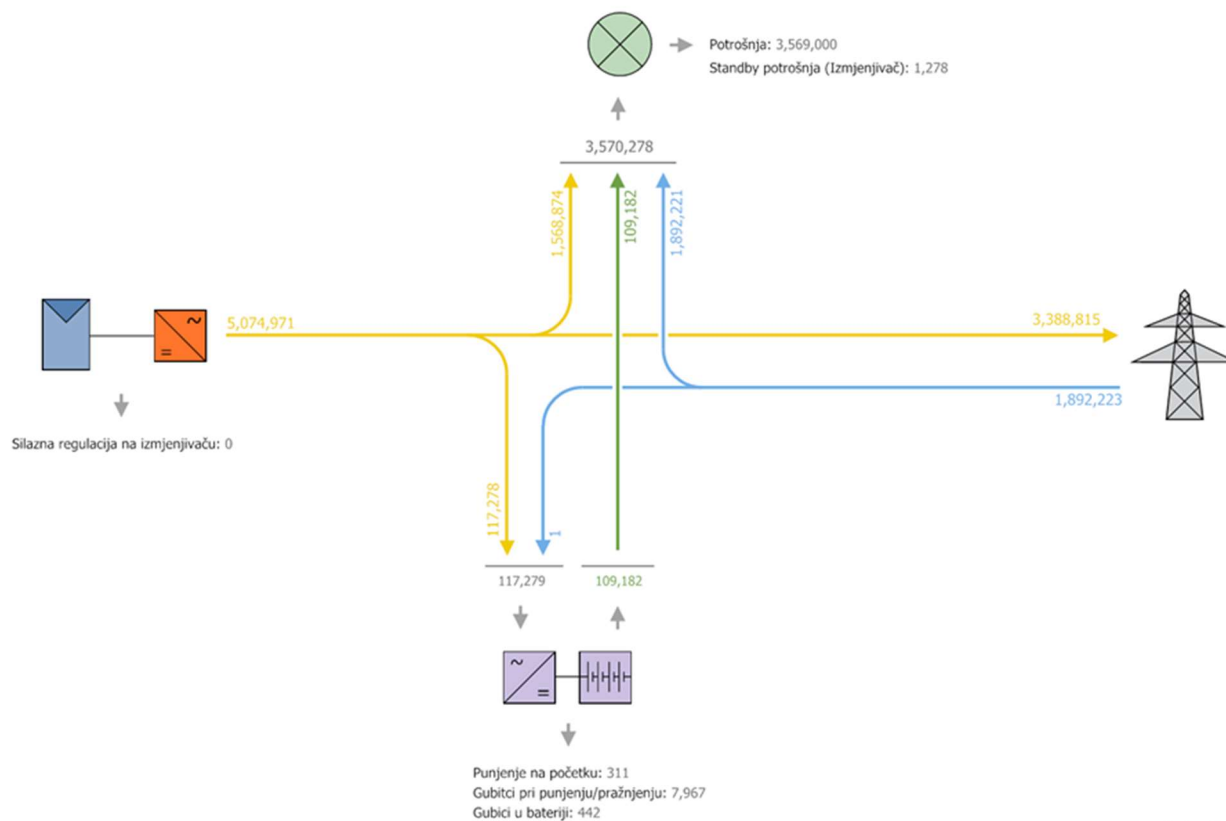 Potrošnja: 3,569,000
Standby potrošnja (Izmjenjivač): 1,278
3,570,278
1,568,874
109,182
1,892,221
5,074,971
3,388,815
1,892,223
Silazna regulacija na izmjenjivaču: 0
117,278
1
117,279
109,182
~
=
~
=
Punjenje na početku: 311
Gubitci pri punjenju/pražnjenju: 7,967
Gubici u bateriji: 442